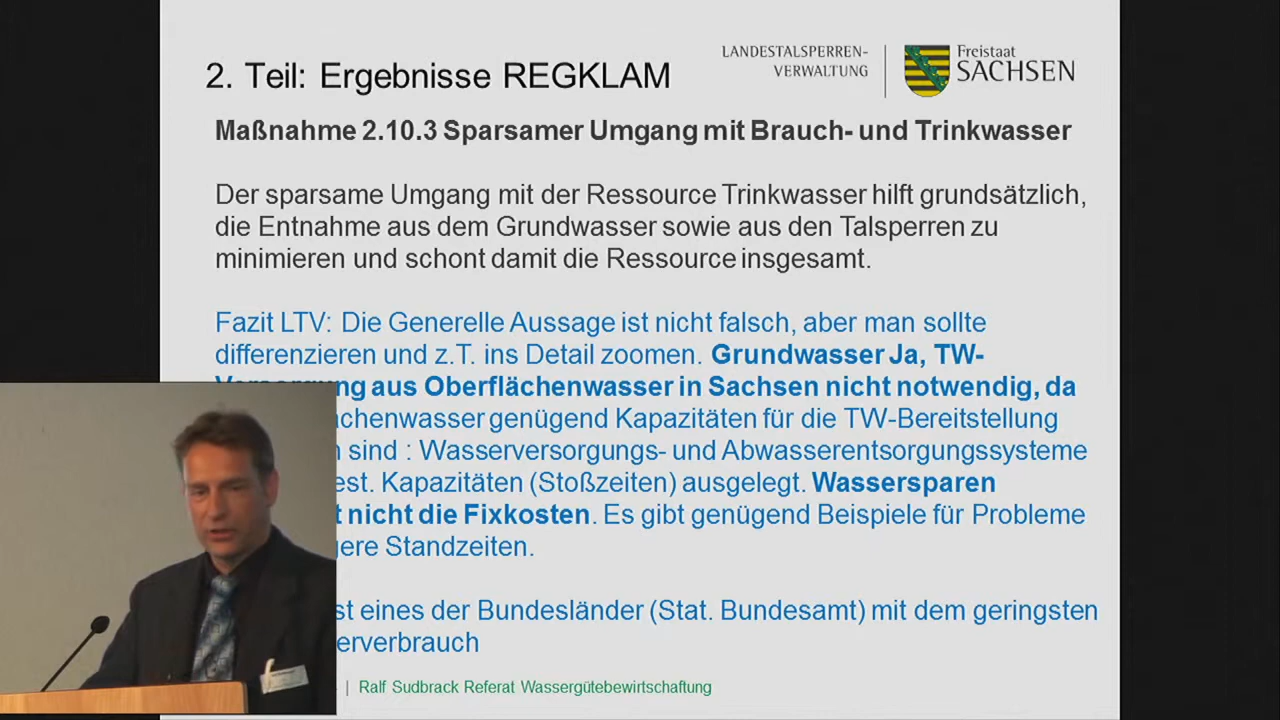 2. Teil: Ergebnisse REGKLAM
LANDESTALSPERREN-
VERWALTUNG
Freistaat
SACHSEN
Maßnahme 2.10.3 Sparsamer Umgang mit Brauch- und Trinkwasser
Der sparsame Umgang mit der Ressource Trinkwasser hilft grundsätzlich,
die Entnahme aus dem Grundwasser sowie aus den Talsperren zu
minimieren und schont damit die Ressource insgesamt.
Fazit LTV: Die Generelle Aussage ist nicht falsch, aber man sollte
differenzieren und z.T. ins Detail zoomen. Grundwasser Ja, TW-
Versorgung aus Oberflächenwasser in Sachsen nicht notwendig, da
genügend Kapazitäten für die TW-Bereitstellung
sind : Wasserversorgungs- und Abwasserentsorgungssysteme
Kapazitäten (Stoßzeiten) ausgelegt. Wassersparen
nicht die Fixkosten. Es gibt genügend Beispiele für Probleme
Standzeiten.
eines der Bundesländer (Stat. Bundesamt) mit dem geringsten
| Ralf Sudbrack Referat Wassergütebewirtschaftung